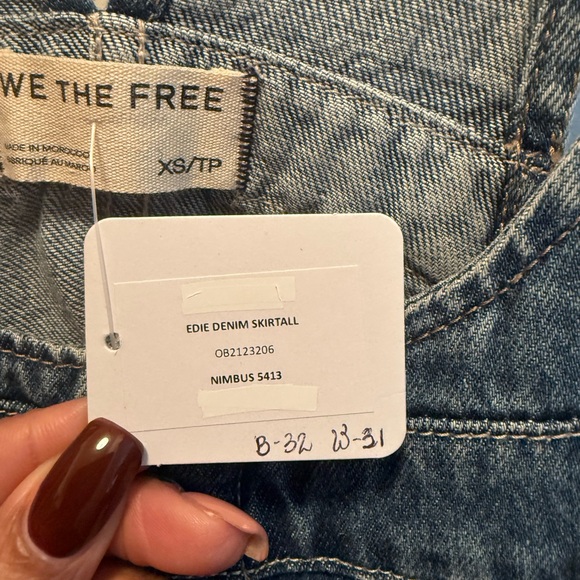 WE THE FREE
MADE IN MOROCCO
FABRIQUÉ AU MAROC
XS/TP
EDIE DENIM SKIRTALL
OB2123206
NIMBUS 5413
B-32 W-31